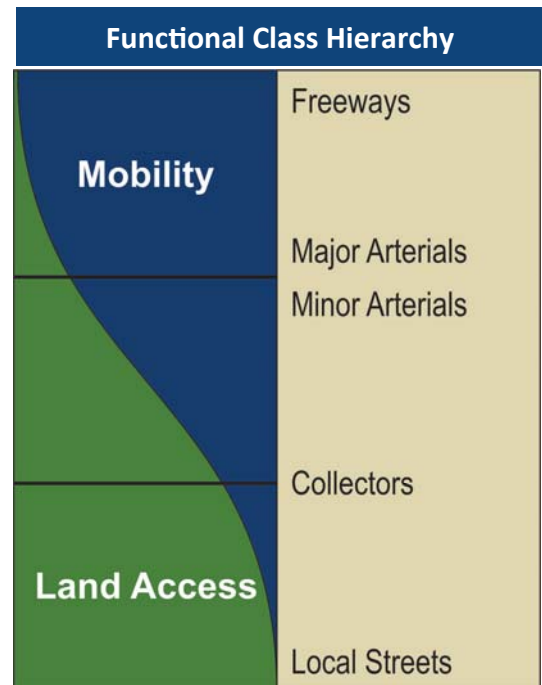 Functional Class Hierarchy
Mobility
Freeways
Major Arterials
Minor Arterials
Collectors
Land Access
Local Streets